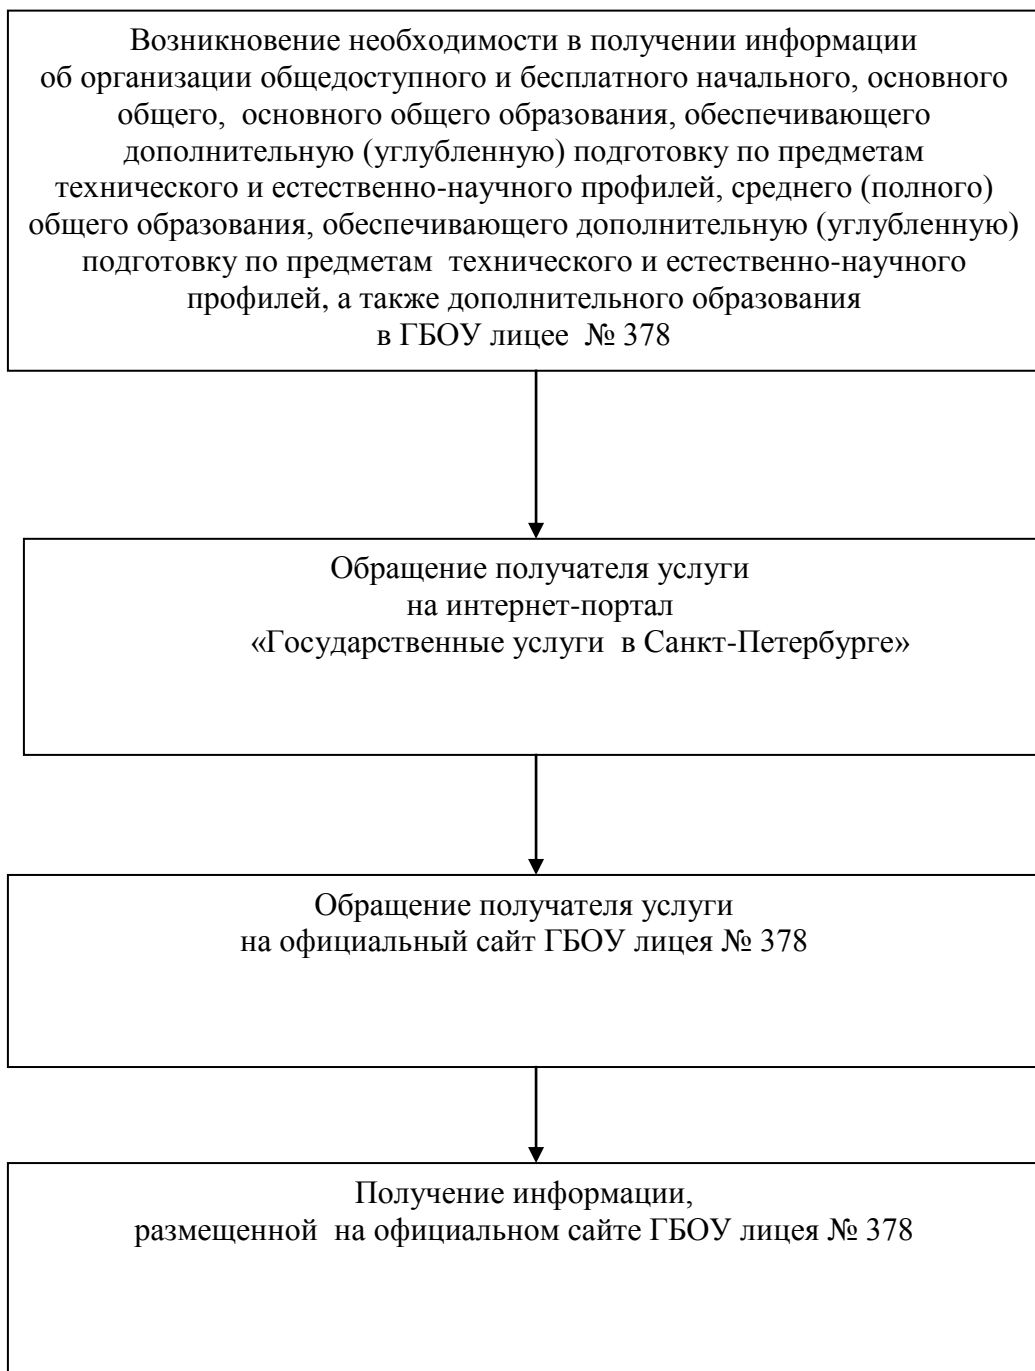 Возникновение необходимости в получении информации
об организации общедоступного и бесплатного начального, основного
общего,  основного общего образования, обеспечивающего
дополнительную (углубленную) подготовку по предметам
технического и естественно-научного профилей, среднего (полного)
общего образования, обеспечивающего дополнительную (углубленную)
подготовку по предметам  технического и естественно-научного
профилей, а также дополнительного образования
в ГБОУ лицее  № 378
Обращение получателя услуги
на интернет-портал
«Государственные услуги  в Санкт-Петербурге»
Обращение получателя услуги
на официальный сайт ГБОУ лицея № 378
Получение информации,
размещенной  на официальном сайте ГБОУ лицея № 378